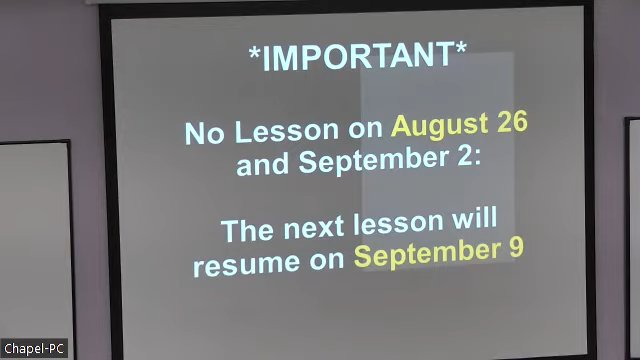 *IMPORTANT*
No Lesson on August 26
and September 2:
The next lesson will
resume on September 9
Chapel-PC